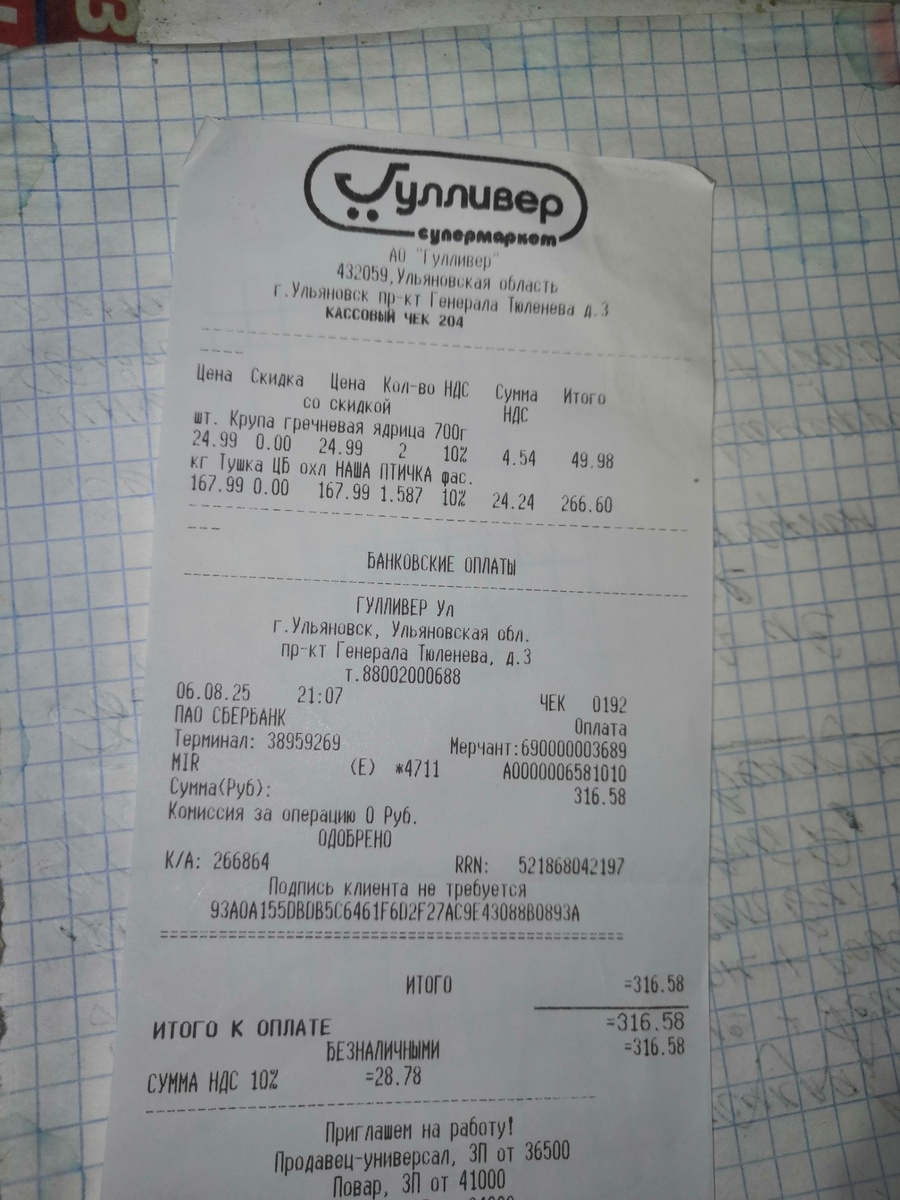 Гулливер
супермаркет
АО "Гулливер"
432059,Ульяновская область
г.Ульяновск пр-кт Генерала Тюленева д.3
КАССОВЫЙ ЧЕК 204
Цена Скидка Цена Кол-во НДС Сумма Итого
со скидкой НДС
шт. Крупа гречневая ядрица 700г
24.99 0.00 24.99 2 10% 4.54 49.98
кг Тушка ЦБ охл НАША ПТИЧКА фас.
167.99 0.00 167.99 1.587 10% 24.24 266.60
БАНКОВСКИЕ ОПЛАТЫ
ГУЛЛИВЕР Ул
г.Ульяновск, Ульяновская обл.
пр-кт Генерала Тюленева, д.3
т.88002000688
06.08.25 21:07 ЧЕК 0192
ПАО СБЕРБАНК Оплата
Терминал: 38959269 Мерчант:690000003689
MIR (E) *4711 A0000006581010
Сумма(Руб): 316.58
Комиссия за операцию 0 Руб.
ОДОБРЕНО
К/А: 266864 RRN: 521868042197
Подпись клиента не требуется
93A0A155DBDB5C6461F6D2F27AC9E43088B0893A
ИТОГО =316.58
ИТОГО К ОПЛАТЕ =316.58
БЕЗНАЛИЧНЫМИ =316.58
СУММА НДС 10% =28.78
Приглашем на работу!
Продавец-универсал, ЗП от 36500
Повар, ЗП от 41000